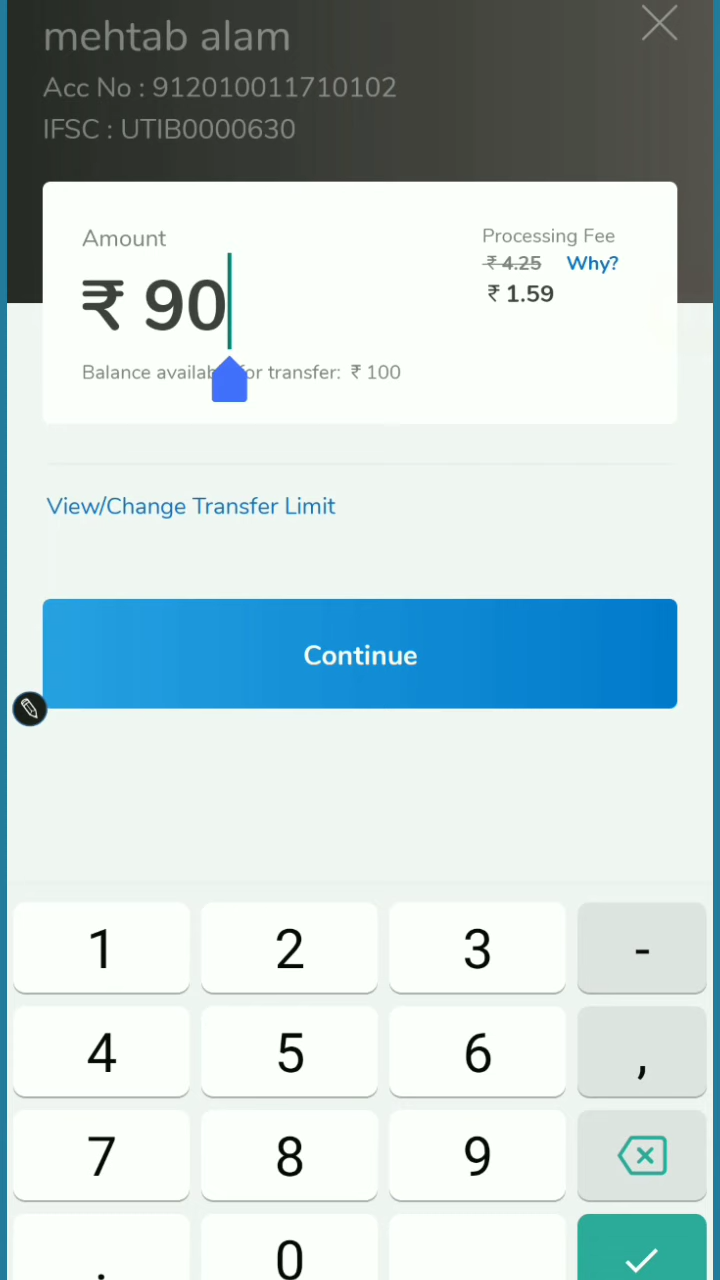 mehtab alam
Acc No : 912010011710102
IFSC : UTIB0000630
Amount
₹ 90
Processing Fee
₹ 4.25 Why?
₹ 1.59
Balance availab or transfer: ₹ 100
View/Change Transfer Limit
Continue
1 2 3 -
4 5 6 ,
7 8 9
. 0